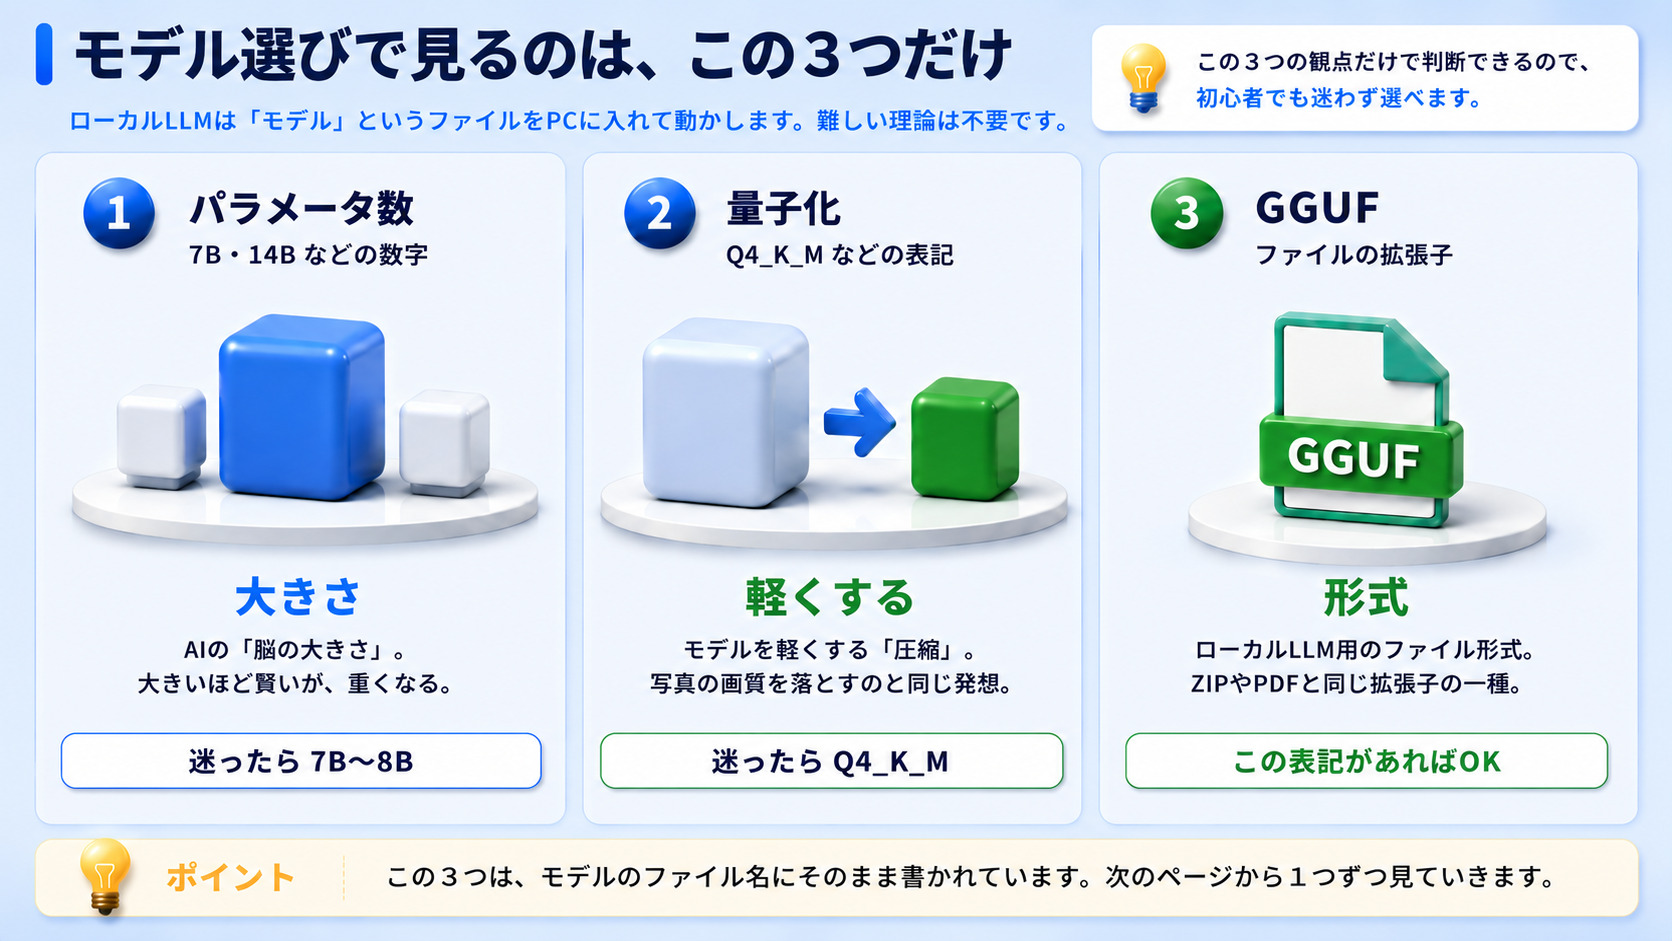 モデル選びで見るのは、この３つだけ
ローカルLLMは「モデル」というファイルをPCに入れて動かします。難しい理論は不要です。
この３つの観点だけで判断できるので、
初心者でも迷わず選べます。
1
パラメータ数
7B・14B などの数字
大きさ
AIの「脳の大きさ」。
大きいほど賢いが、重くなる。
迷ったら 7B〜8B
2
量子化
Q4_K_M などの表記
軽くする
モデルを軽くする「圧縮」。
写真の画質を落とすのと同じ発想。
迷ったら Q4_K_M
3
GGUF
ファイルの拡張子
GGUF
形式
ローカルLLM用のファイル形式。
ZIPやPDFと同じ拡張子の一種。
この表記があればOK
ポイント
この３つは、モデルのファイル名にそのまま書かれています。次のページから１つずつ見ていきます。